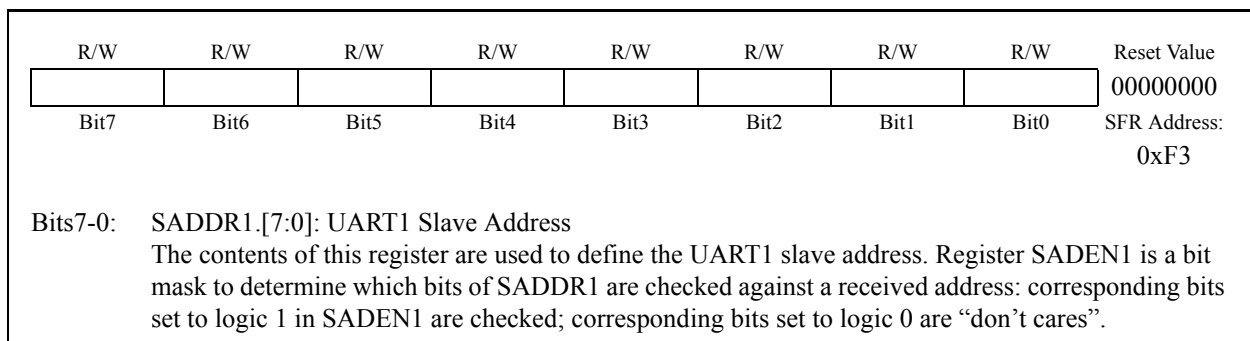 R/W R/W R/W R/W R/W R/W R/W R/W Reset Value
00000000
Bit7 Bit6 Bit5 Bit4 Bit3 Bit2 Bit1 Bit0 SFR Address:
0xF3
Bits7-0: SADDR1.[7:0]: UART1 Slave Address
The contents of this register are used to define the UART1 slave address. Register SADEN1 is a bit
mask to determine which bits of SADDR1 are checked against a received address: corresponding bits
set to logic 1 in SADEN1 are checked; corresponding bits set to logic 0 are “don’t cares”.